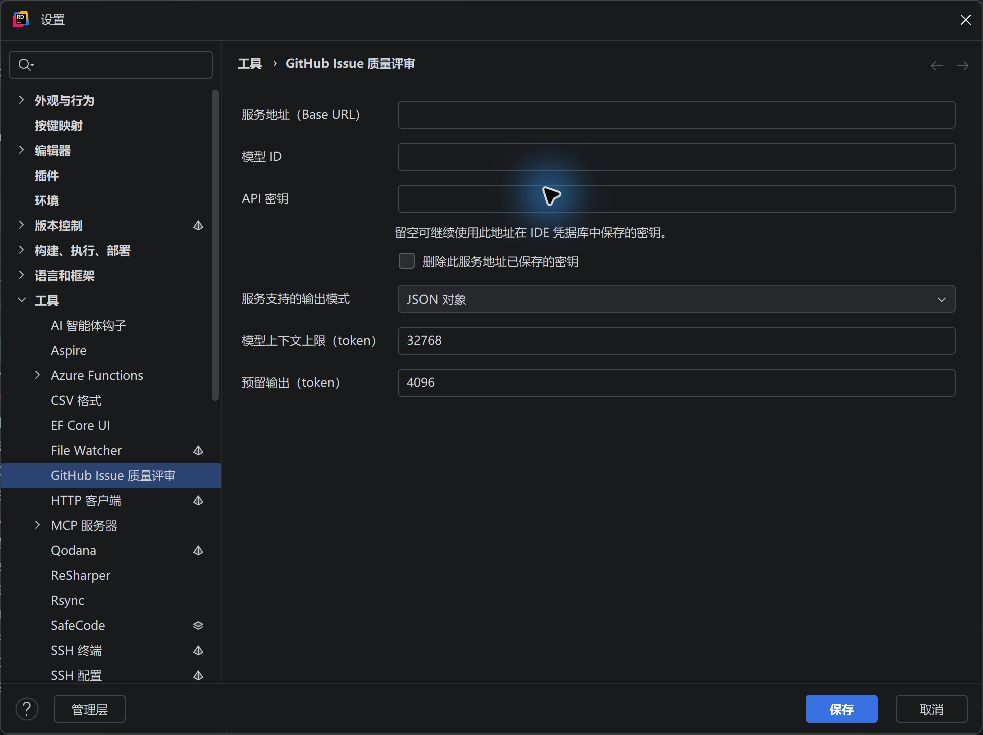 设置
工具 › GitHub Issue 质量评审
外观与行为
按键映射
编辑器
插件
环境
版本控制
构建、执行、部署
语言和框架
工具
AI 智能体钩子
Aspire
Azure Functions
CSV 格式
EF Core UI
File Watcher
GitHub Issue 质量评审
HTTP 客户端
MCP 服务器
Qodana
ReSharper
Rsync
SafeCode
SSH 终端
SSH 配置
服务地址（Base URL）
模型 ID
API 密钥
留空可继续使用此地址在 IDE 凭据库中保存的密钥。
删除此服务地址已保存的密钥
服务支持的输出模式
JSON 对象
模型上下文上限（token）
32768
预留输出（token）
4096
?
管理层
保存
取消